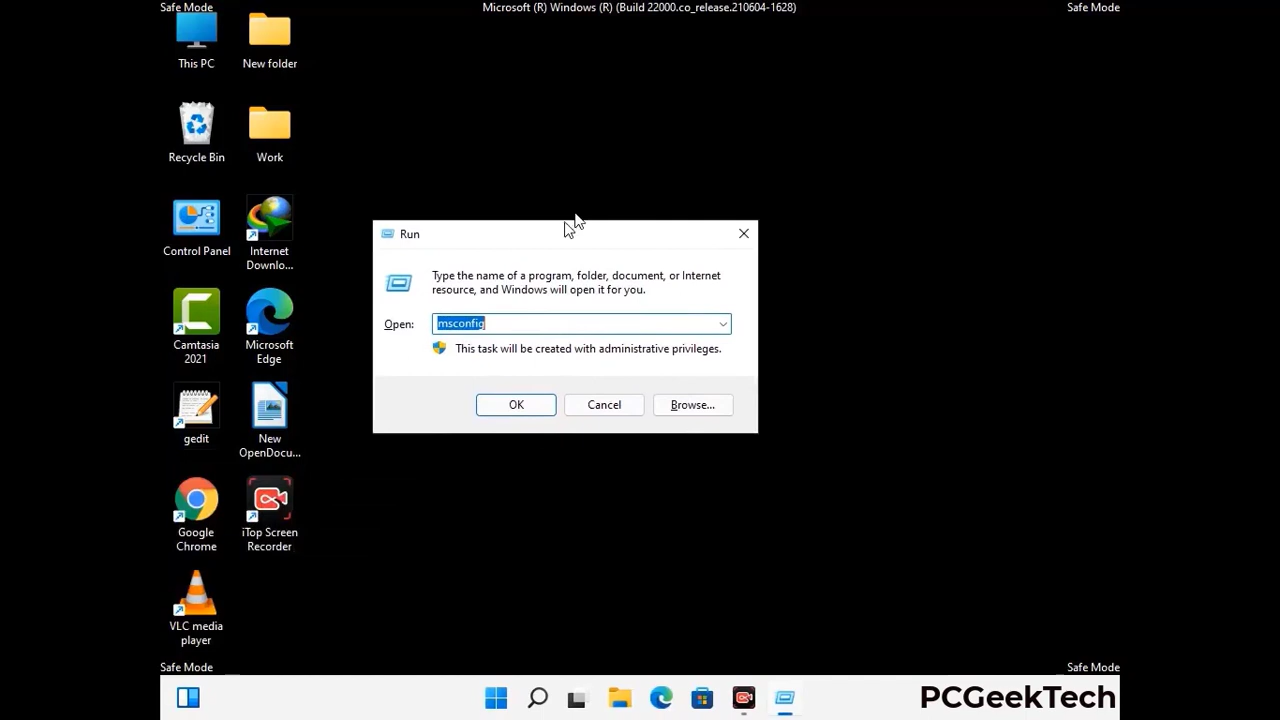 Safe Mode
Microsoft (R) Windows (R) (Build 22000.co_release.210604-1628)
Safe Mode
This PC
New folder
Recycle Bin
Work
Control Panel
Internet
Downlo...
Camtasia
2021
Microsoft
Edge
gedit
New
OpenDocu...
Google
Chrome
iTop Screen
Recorder
VLC media
player
Run
Type the name of a program, folder, document, or Internet
resource, and Windows will open it for you.
Open:
msconfig
This task will be created with administrative privileges.
OK
Cancel
Browse...
Safe Mode
Safe Mode
PCGeekTech